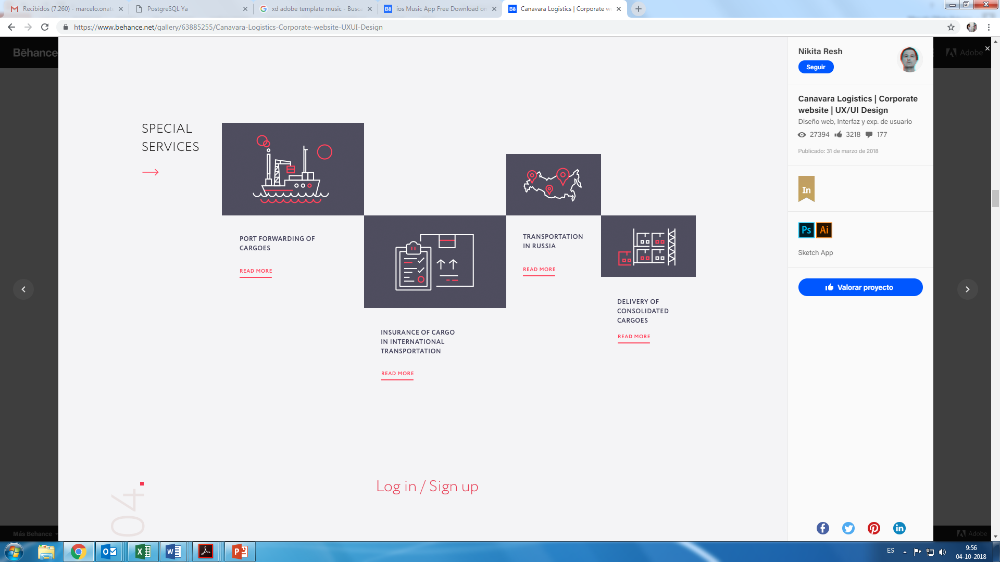 Recibidos (7.260) - marcelo.onate
PostgreSQL Ya
xd adobe template music - Busca
Bē
ios Music App Free Download on
Bē
Canavara Logistics | Corporate w
https://www.behance.net/gallery/63885255/Canavara-Logistics-Corporate-website-UXUI-Design
Bēhance
Adobe
Nikita Resh
Seguir
Canavara Logistics | Corporate
website | UX/UI Design
Diseño web, Interfaz y exp. de usuario
27394
3218
177
Publicado: 31 de marzo de 2018
In
Ps
Ai
Sketch App
Valorar proyecto
SPECIAL
SERVICES
PORT FORWARDING OF
CARGOES
READ MORE
INSURANCE OF CARGO
IN INTERNATIONAL
TRANSPORTATION
READ MORE
TRANSPORTATION
IN RUSSIA
READ MORE
DELIVERY OF
CONSOLIDATED
CARGOES
READ MORE
04
Log in / Sign up
Más Behance
Adobe
ES
9:56
04-10-2018